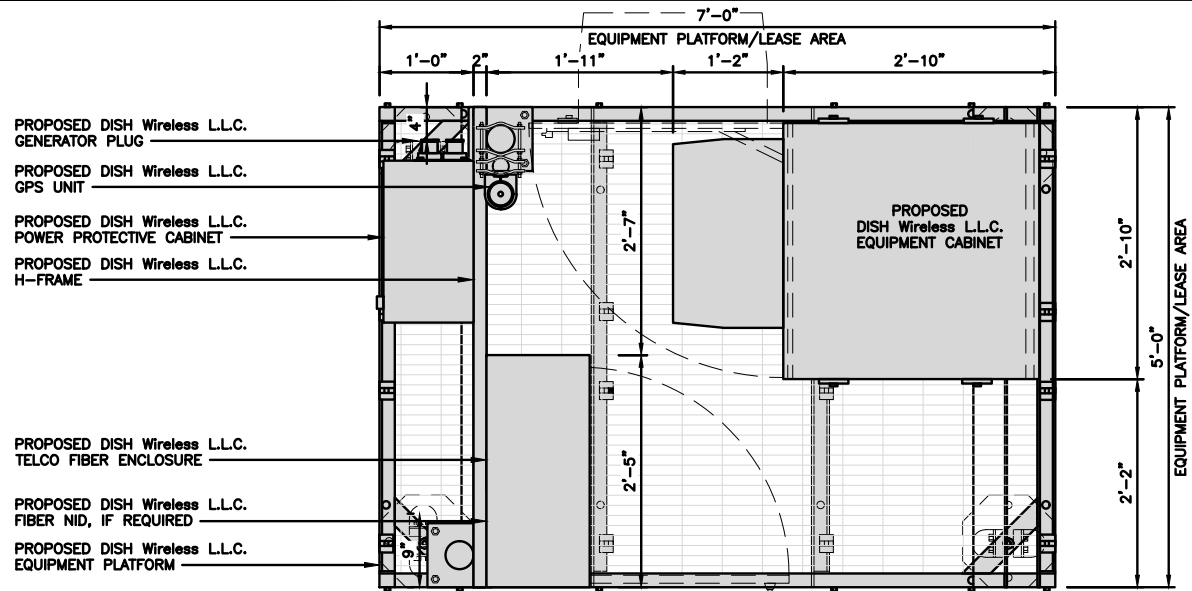 7'-0"
EQUIPMENT PLATFORM/LEASE AREA
1'-0"
2"
1'-11"
1'-2"
2'-10"
4"
PROPOSED DISH Wireless L.L.C.
GENERATOR PLUG
PROPOSED DISH Wireless L.L.C.
GPS UNIT
PROPOSED DISH Wireless L.L.C.
POWER PROTECTIVE CABINET
PROPOSED DISH Wireless L.L.C.
H-FRAME
PROPOSED DISH Wireless L.L.C.
TELCO FIBER ENCLOSURE
PROPOSED DISH Wireless L.L.C.
FIBER NID, IF REQUIRED
PROPOSED DISH Wireless L.L.C.
EQUIPMENT PLATFORM
9"
2'-7"
2'-5"
PROPOSED
DISH Wireless L.L.C.
EQUIPMENT CABINET
2'-10"
2'-2"
5'-0"
EQUIPMENT PLATFORM/LEASE AREA